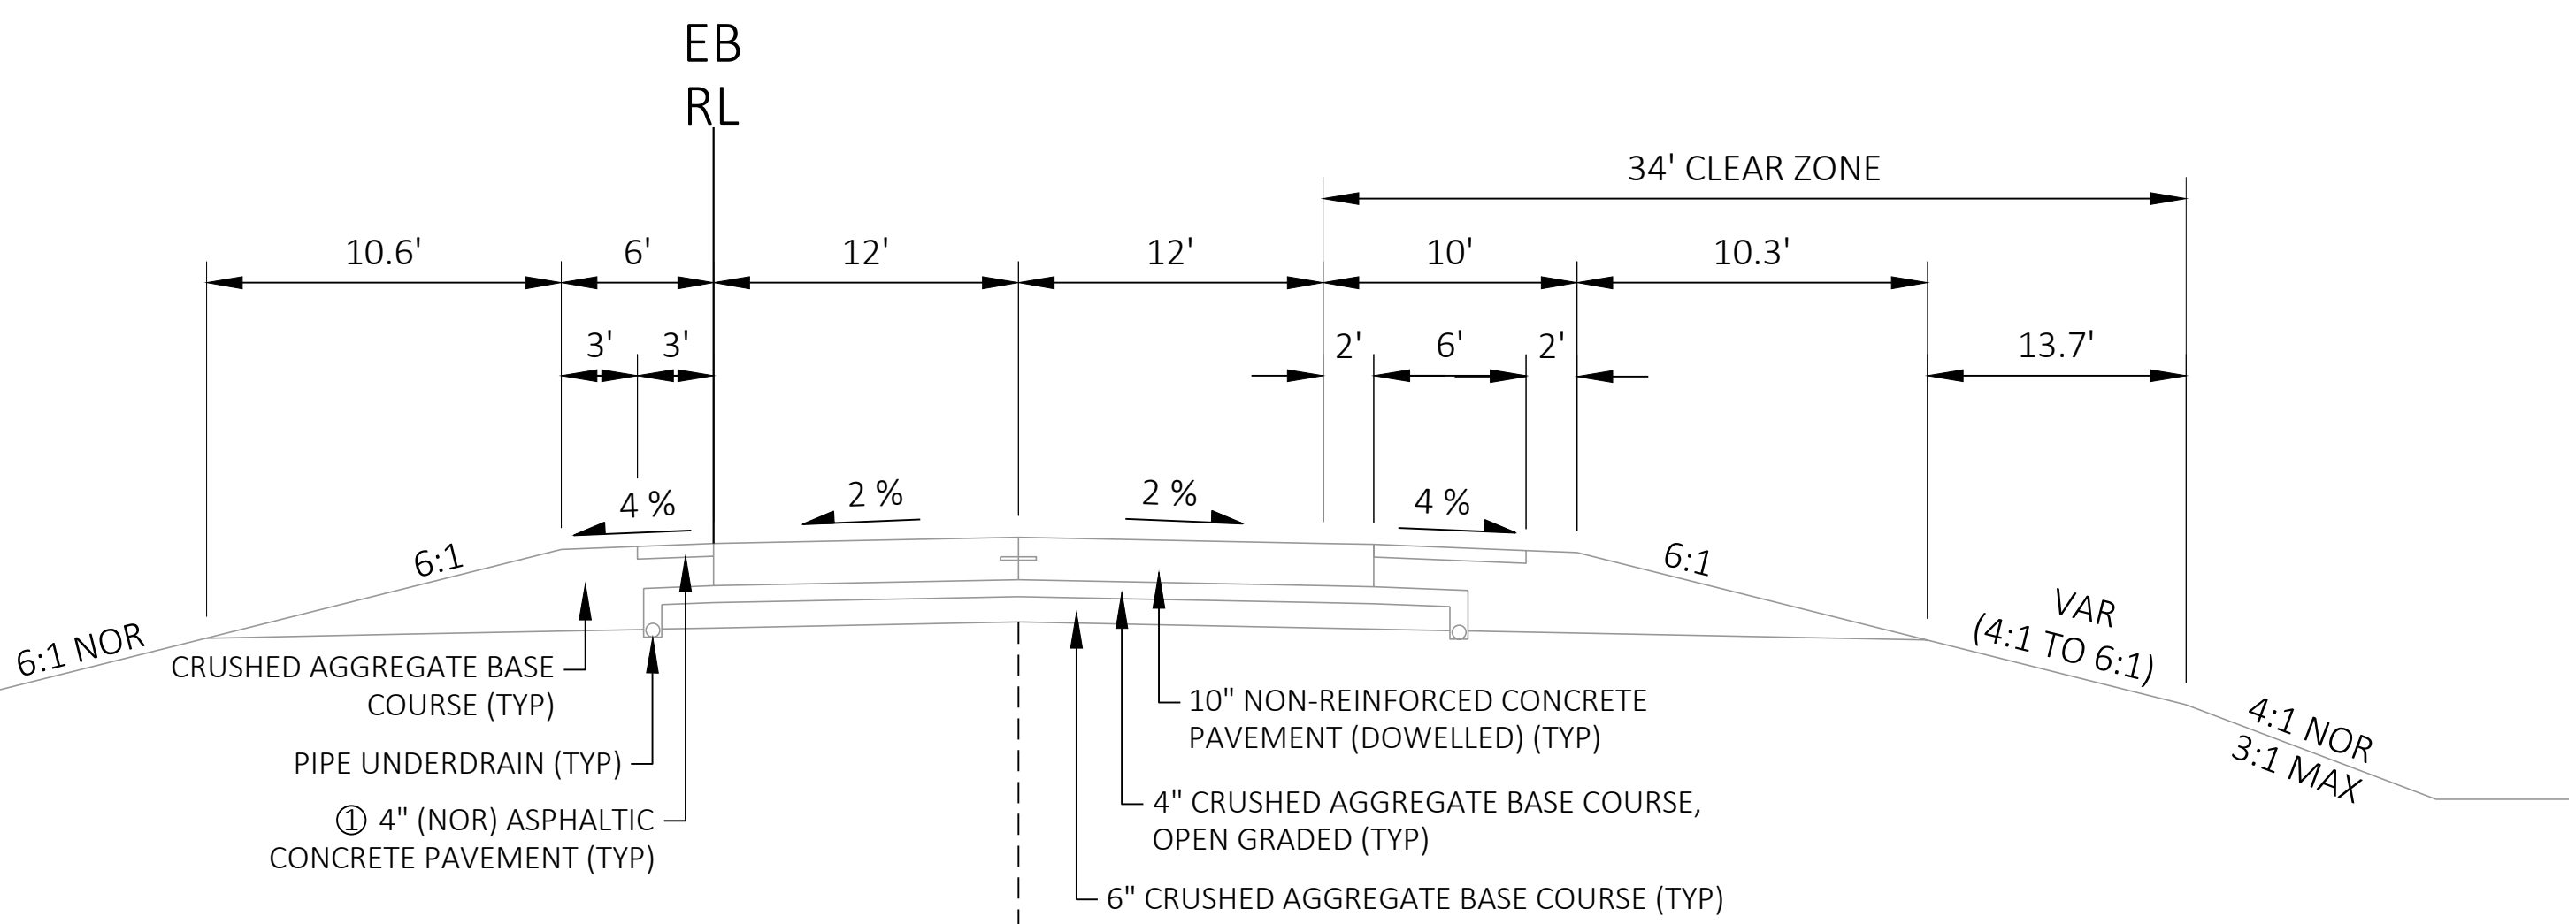 EB
RL
34' CLEAR ZONE
10.6'
6'
12'
12'
10'
10.3'
3'
3'
2'
6'
2'
13.7'
4 %
2 %
2 %
4 %
6:1 NOR
6:1
6:1
VAR
(4:1 TO 6:1)
4:1 NOR
3:1 MAX
CRUSHED AGGREGATE BASE
COURSE (TYP)
PIPE UNDERDRAIN (TYP)
① 4" (NOR) ASPHALTIC
CONCRETE PAVEMENT (TYP)
10" NON-REINFORCED CONCRETE
PAVEMENT (DOWELLED) (TYP)
4" CRUSHED AGGREGATE BASE COURSE,
OPEN GRADED (TYP)
6" CRUSHED AGGREGATE BASE COURSE (TYP)